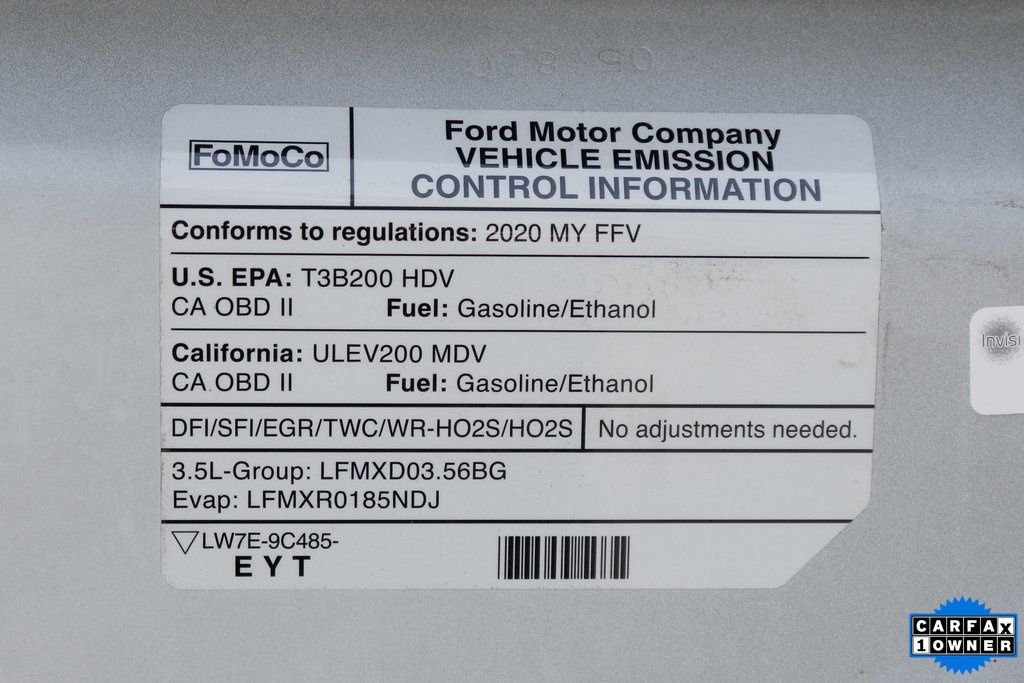 FoMoCo
Ford Motor Company
VEHICLE EMISSION
CONTROL INFORMATION
Conforms to regulations: 2020 MY FFV
U.S. EPA: T3B200 HDV
CA OBD II Fuel: Gasoline/Ethanol
California: ULEV200 MDV
CA OBD II Fuel: Gasoline/Ethanol
DFI/SFI/EGR/TWC/WR-HO2S/HO2S No adjustments needed.
3.5L-Group: LFMXD03.56BG
Evap: LFMXR0185NDJ
LW7E-9C485-
EYT
Invisi
CARFAX
1 OWNER